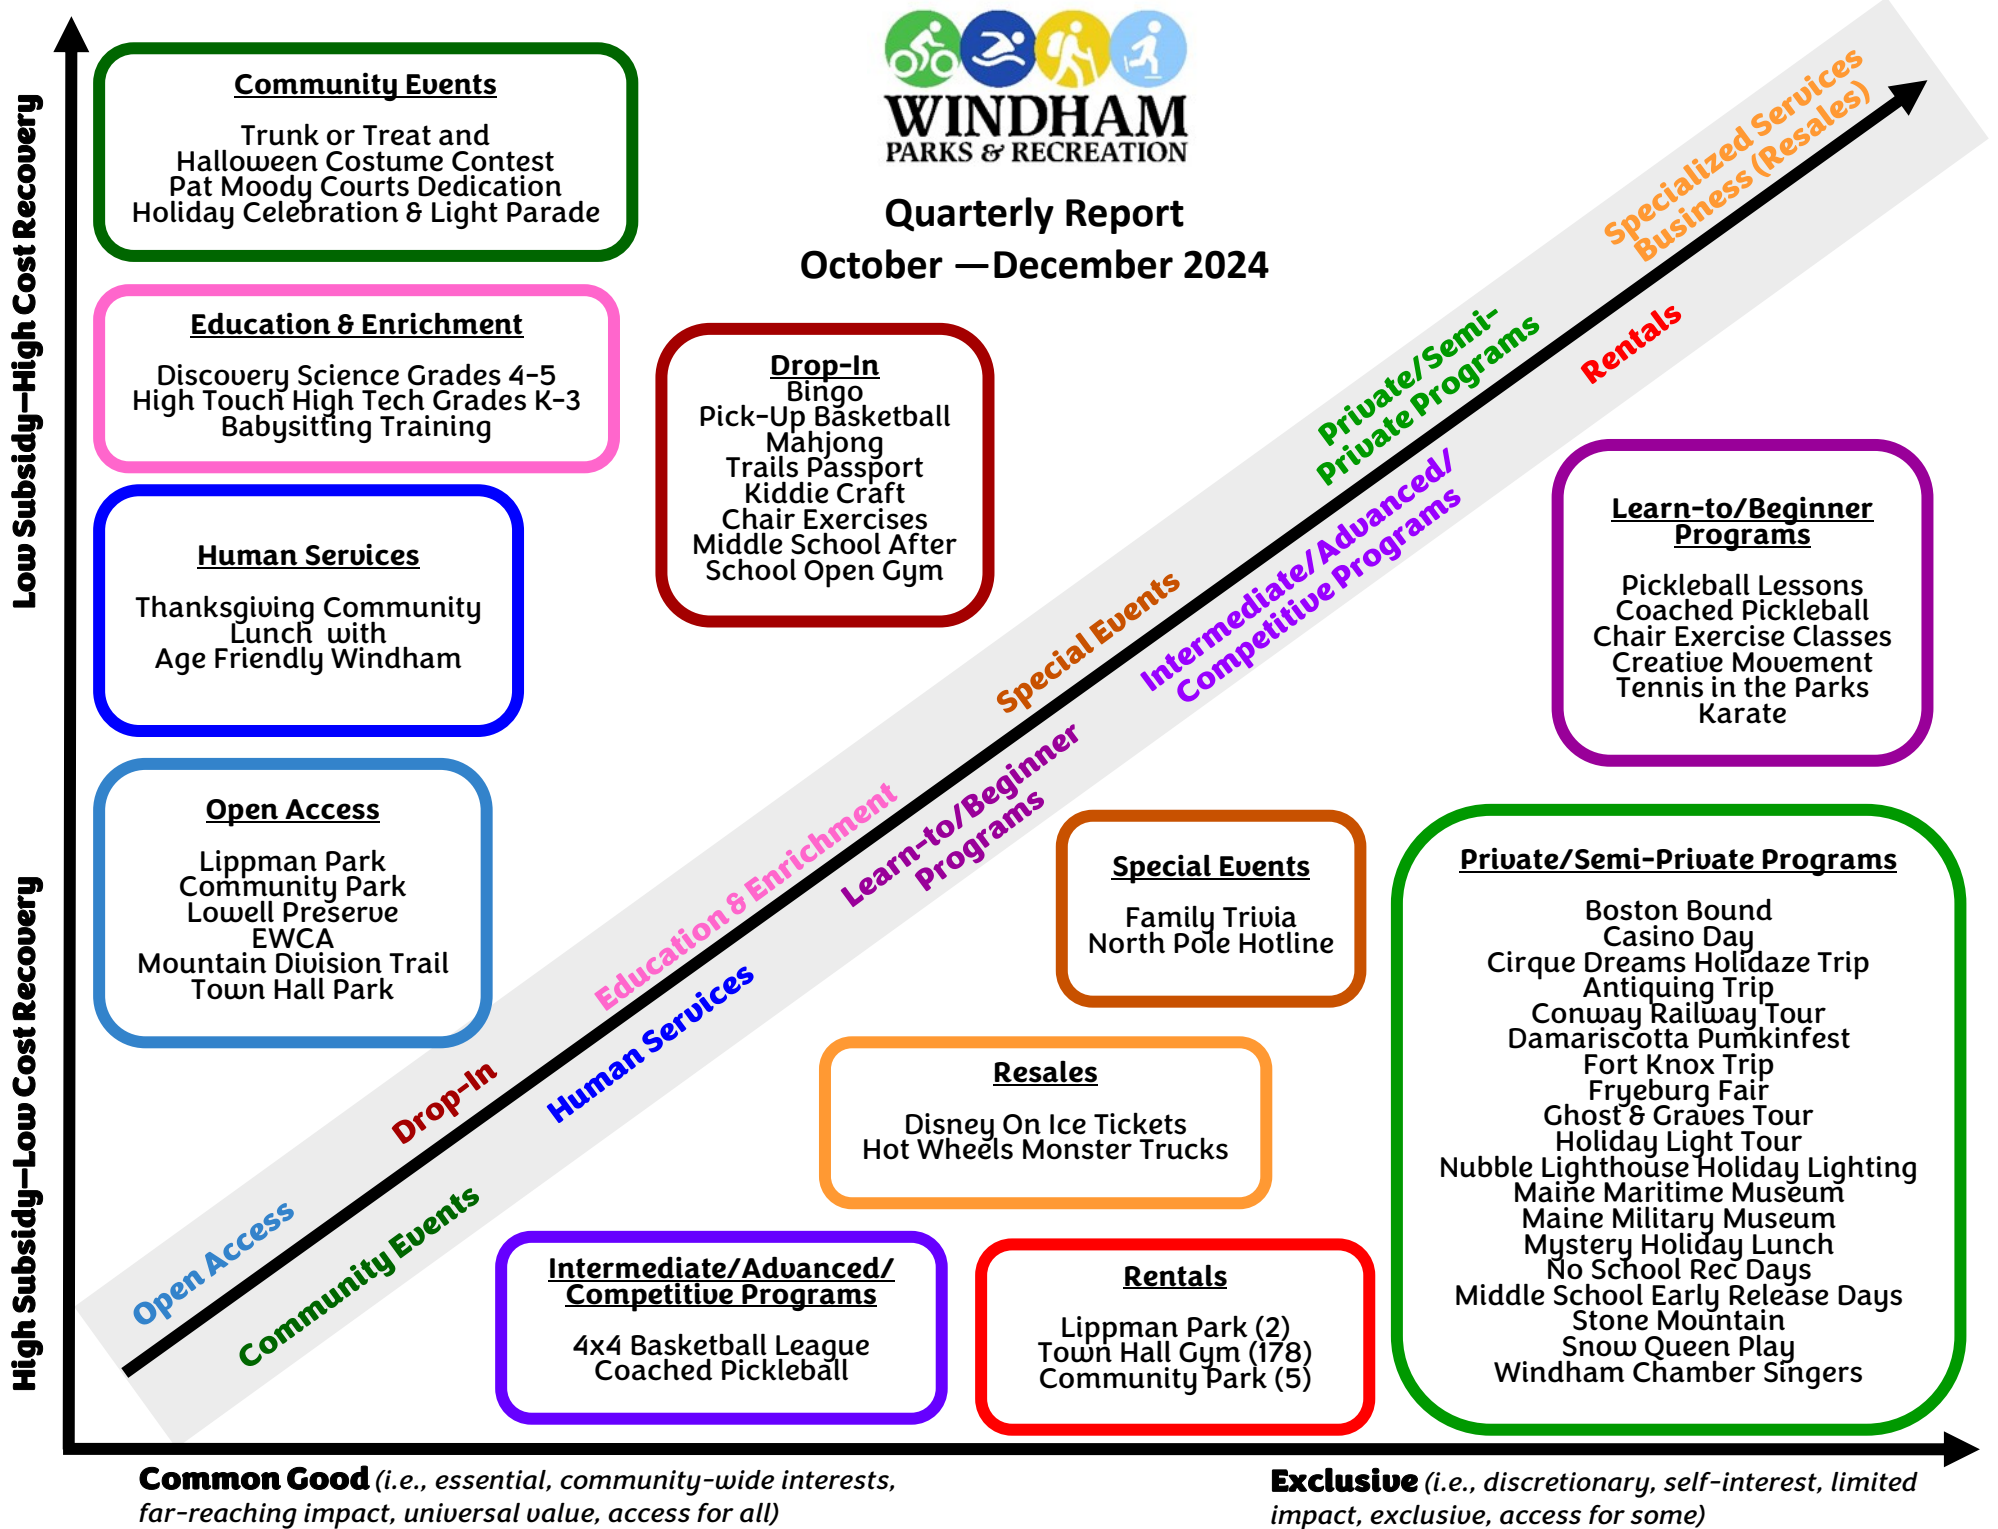 WINDHAM
PARKS & RECREATION
Quarterly Report
October —December 2024
Low Subsidy—High Cost Recovery
High Subsidy—Low Cost Recovery
Community Events
Trunk or Treat and
Halloween Costume Contest
Pat Moody Courts Dedication
Holiday Celebration & Light Parade
Education & Enrichment
Discovery Science Grades 4-5
High Touch High Tech Grades K-3
Babysitting Training
Human Services
Thanksgiving Community
Lunch with
Age Friendly Windham
Open Access
Lippman Park
Community Park
Lowell Preserve
EWCA
Mountain Division Trail
Town Hall Park
Drop-In
Bingo
Pick-Up Basketball
Mahjong
Trails Passport
Kiddie Craft
Chair Exercises
Middle School After
School Open Gym
Specialized Services
Business (Resales)
Rentals
Private/Semi-
Private Programs
Intermediate/Advanced/
Competitive Programs
Special Events
Learn-to/Beginner
Programs
Education & Enrichment
Human Services
Drop-In
Community Events
Open Access
Learn-to/Beginner
Programs
Pickleball Lessons
Coached Pickleball
Chair Exercise Classes
Creative Movement
Tennis in the Parks
Karate
Special Events
Family Trivia
North Pole Hotline
Resales
Disney On Ice Tickets
Hot Wheels Monster Trucks
Intermediate/Advanced/
Competitive Programs
4x4 Basketball League
Coached Pickleball
Rentals
Lippman Park (2)
Town Hall Gym (178)
Community Park (5)
Private/Semi-Private Programs
Boston Bound
Casino Day
Cirque Dreams Holidaze Trip
Antiquing Trip
Conway Railway Tour
Damariscotta Pumkinfest
Fort Knox Trip
Fryeburg Fair
Ghost & Graves Tour
Holiday Light Tour
Nubble Lighthouse Holiday Lighting
Maine Maritime Museum
Maine Military Museum
Mystery Holiday Lunch
No School Rec Days
Middle School Early Release Days
Stone Mountain
Snow Queen Play
Windham Chamber Singers
Common Good (i.e., essential, community-wide interests,
far-reaching impact, universal value, access for all)
Exclusive (i.e., discretionary, self-interest, limited
impact, exclusive, access for some)